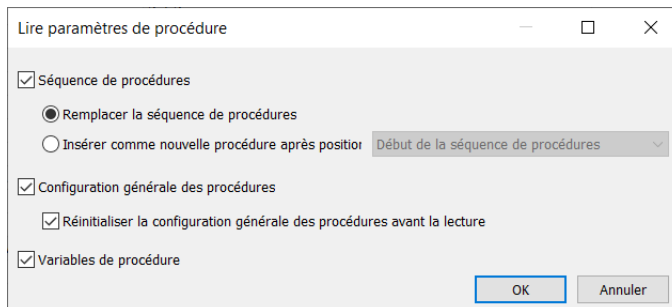 Lire paramètres de procédure
Séquence de procédures
Remplacer la séquence de procédures
Insérer comme nouvelle procédure après position Début de la séquence de procédures
Configuration générale des procédures
Réinitialiser la configuration générale des procédures avant la lecture
Variables de procédure
OK Annuler